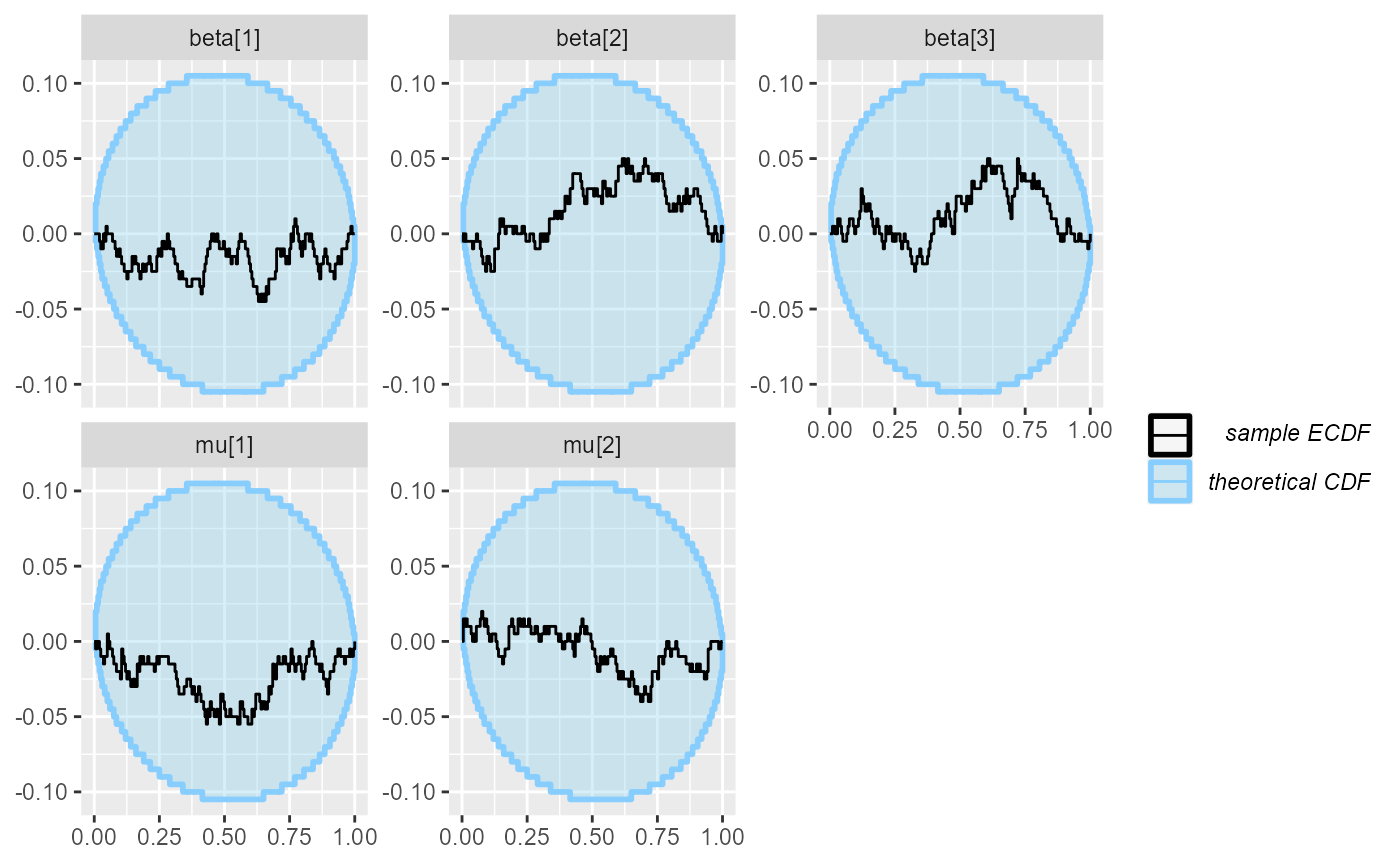 beta[1] beta[2] beta[3]
0.10 0.10 0.10
0.05 0.05 0.05
0.00 0.00 0.00
-0.05 -0.05 -0.05
-0.10 -0.10 -0.10
0.00 0.25 0.50 0.75 1.00
sample ECDF
theoretical CDF
mu[1] mu[2]
0.10 0.10
0.05 0.05
0.00 0.00
-0.05 -0.05
-0.10 -0.10
0.00 0.25 0.50 0.75 1.00 0.00 0.25 0.50 0.75 1.00